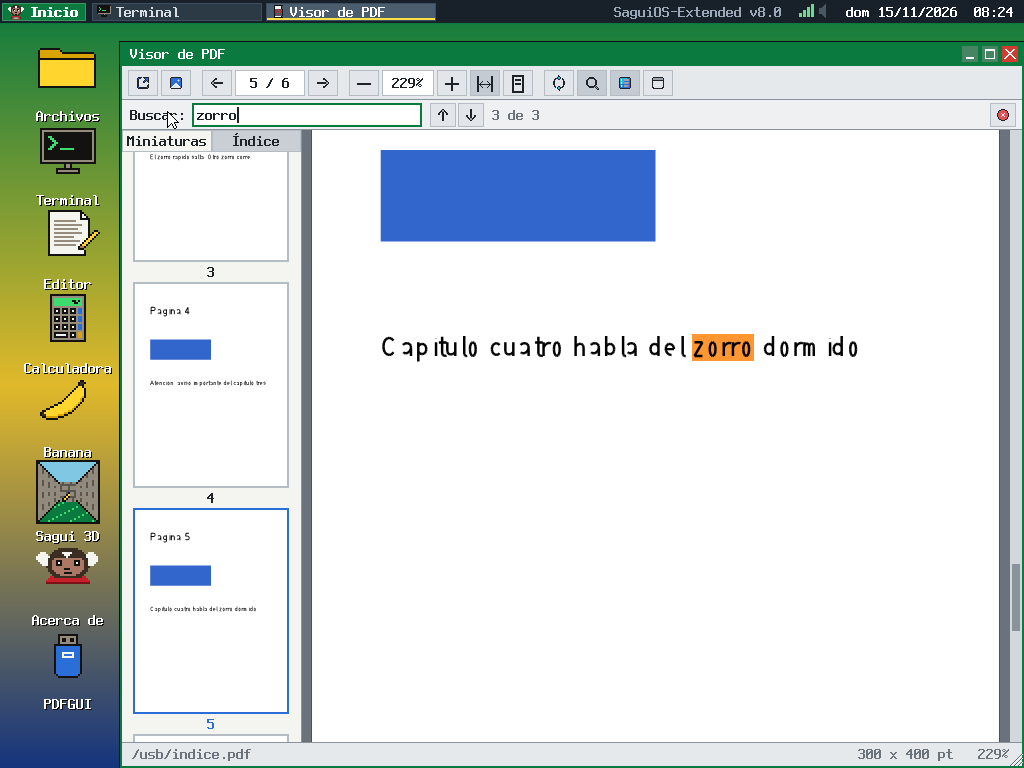 Inicio Terminal Visor de PDF SaguiOS-Extended v8.0 dom 15/11/2026 08:24
Visor de PDF
5 / 6 229%
Buscar: zorro 3 de 3
Miniaturas Índice
El zorro rapido salta. Otro zorro corre
3
Pagina 4
Atencion: aviso importante del capitulo tres
4
Pagina 5
Capitulo cuatro habla del zorro dormido
5
Capitulo cuatro habla del zorro dormido
/usb/indice.pdf 300 x 400 pt 229%
Archivos
Terminal
Editor
Calculadora
Banana
Sagui 3D
Acerca de
PDFGUI